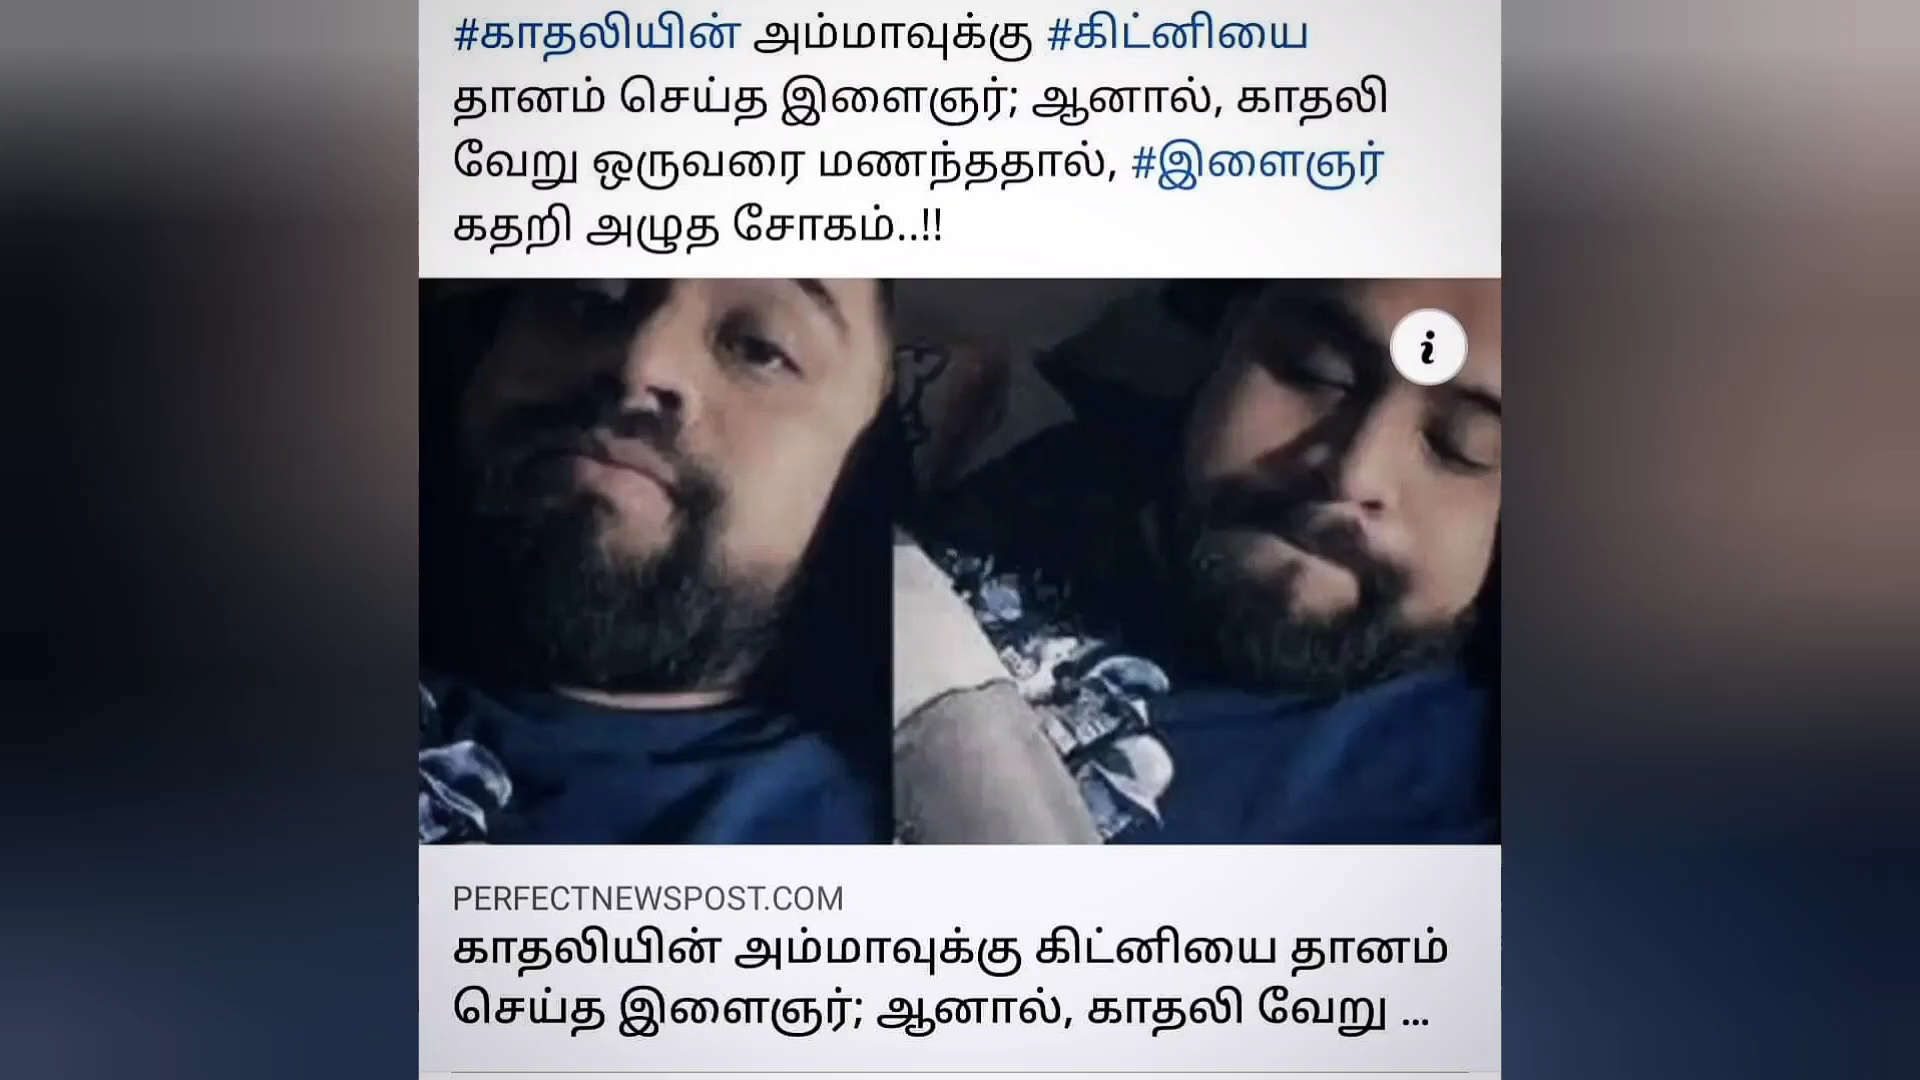 #காதலியின் அம்மாவுக்கு #கிட்னியை
தானம் செய்த இளைஞர்; ஆனால், காதலி
வேறு ஒருவரை மணந்ததால், #இளைஞர்
கதறி அழுத சோகம்..!!
i
PERFECTNEWSPOST.COM
காதலியின் அம்மாவுக்கு கிட்னியை தானம்
செய்த இளைஞர்; ஆனால், காதலி வேறு ...